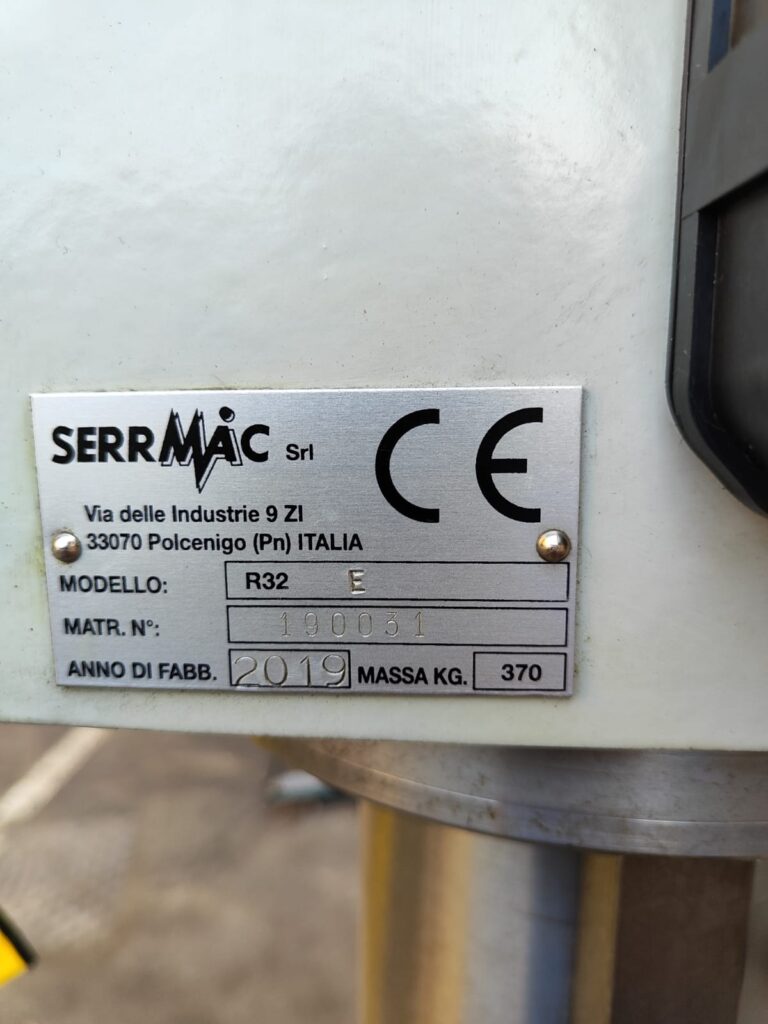 SERRMAC Srl
CE
Via delle Industrie 9 ZI
33070 Polcenigo (Pn) ITALIA
MODELLO: R32 E
MATR. N°: 190031
ANNO DI FABB. 2019 MASSA KG. 370